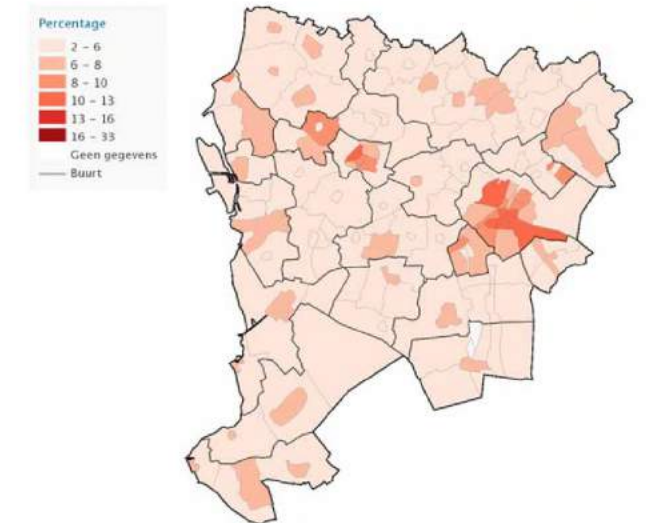 Percentage
2 – 6
6 – 8
8 – 10
10 – 13
13 – 16
16 – 33
Geen gegevens
Buurt